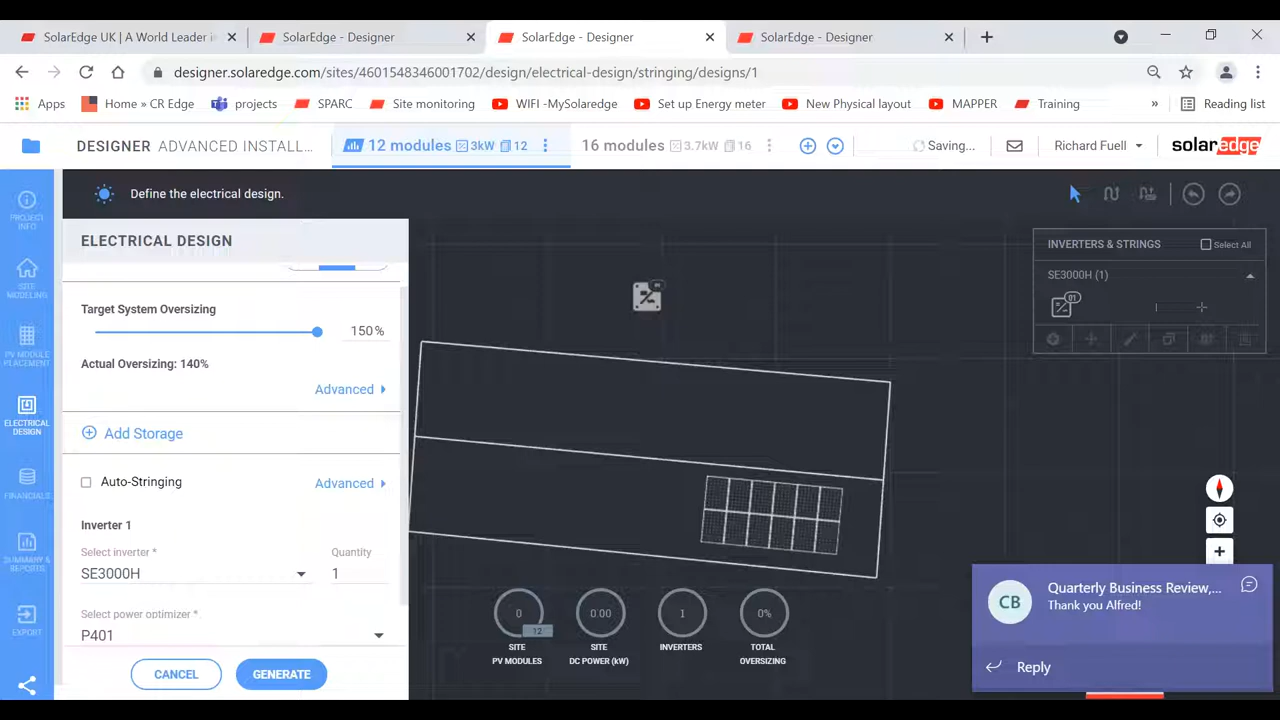 SolarEdge UK | A World Leader i
SolarEdge - Designer
SolarEdge - Designer
SolarEdge - Designer
designer.solaredge.com/sites/4601548346001702/design/electrical-design/stringing/designs/1
Apps
Home » CR Edge
projects
SPARC
Site monitoring
WIFI -MySolaredge
Set up Energy meter
New Physical layout
MAPPER
Training
»
Reading list
DESIGNER ADVANCED INSTALL...
12 modules 3kW 12
16 modules 3.7kW 16
Saving...
Richard Fuell
solaredge
Define the electrical design.
PROJECT
INFO
SITE
MODELING
PV MODULE
PLACEMENT
ELECTRICAL
DESIGN
FINANCIALS
SUMMARY &
REPORTS
EXPORT
ELECTRICAL DESIGN
Target System Oversizing
150 %
Actual Oversizing: 140%
Advanced
Add Storage
Auto-Stringing
Advanced
Inverter 1
Select inverter *
Quantity
SE3000H
1
Select power optimizer *
P401
CANCEL
GENERATE
INVERTERS & STRINGS
Select All
SE3000H (1)
01
0
12
SITE
PV MODULES
0.00
SITE
DC POWER (kW)
1
INVERTERS
0%
TOTAL
OVERSIZING
CB
Quarterly Business Review,...
Thank you Alfred!
Reply